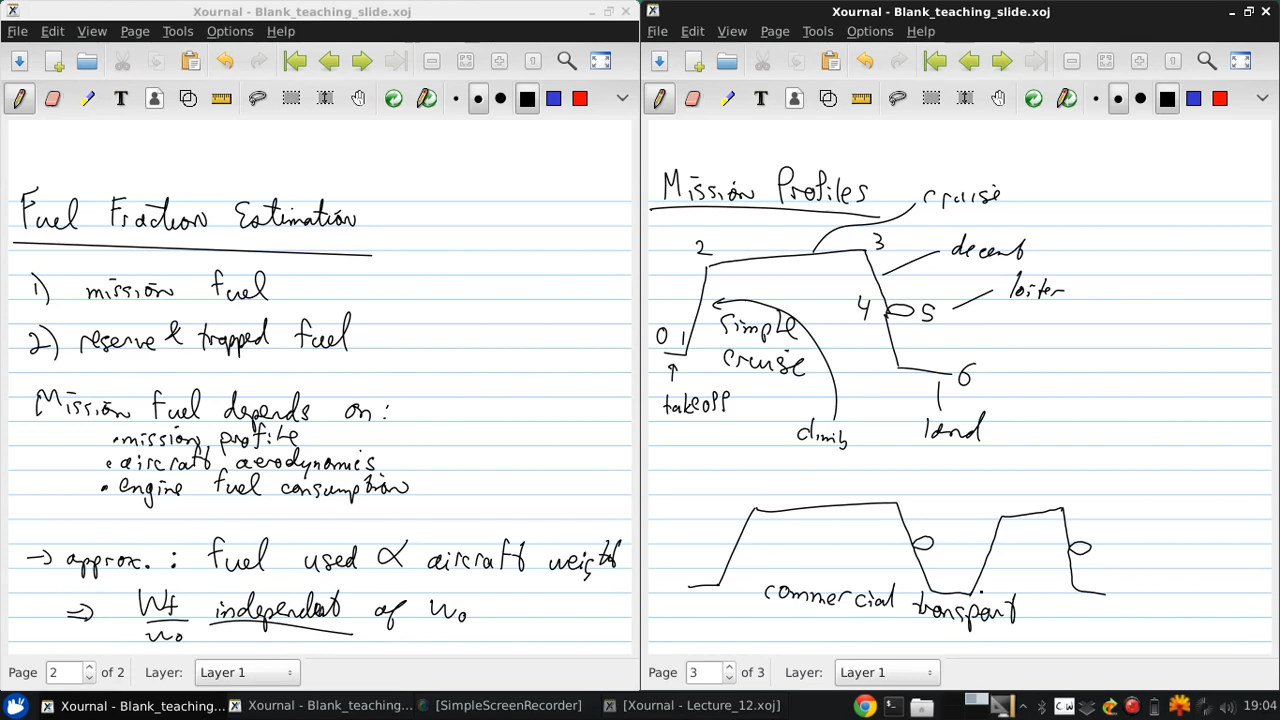 Xournal - Blank_teaching_slide.xoj
File Edit View Page Tools Options Help
Fuel Fraction Estimation
1) mission fuel
2) reserve & trapped fuel
Mission fuel depends on:
• mission profile
• aircraft aerodynamics
• engine fuel consumption
→ approx. : fuel used ∝ aircraft weight
⇒ Wf/W₀ independent of W₀
Page 2 of 2 Layer: Layer 1
Xournal - Blank_teaching_slide.xoj
File Edit View Page Tools Options Help
Mission Profiles
cruise
2
3
decent
loiter
4
5
0 1
simple
cruise
6
takeoff
climb
land
commercial transport
Page 3 of 3 Layer: Layer 1
Xournal - Blank_teaching_...
Xournal - Blank_teaching_...
[SimpleScreenRecorder]
[Xournal - Lecture_12.xoj]
CW
19:04